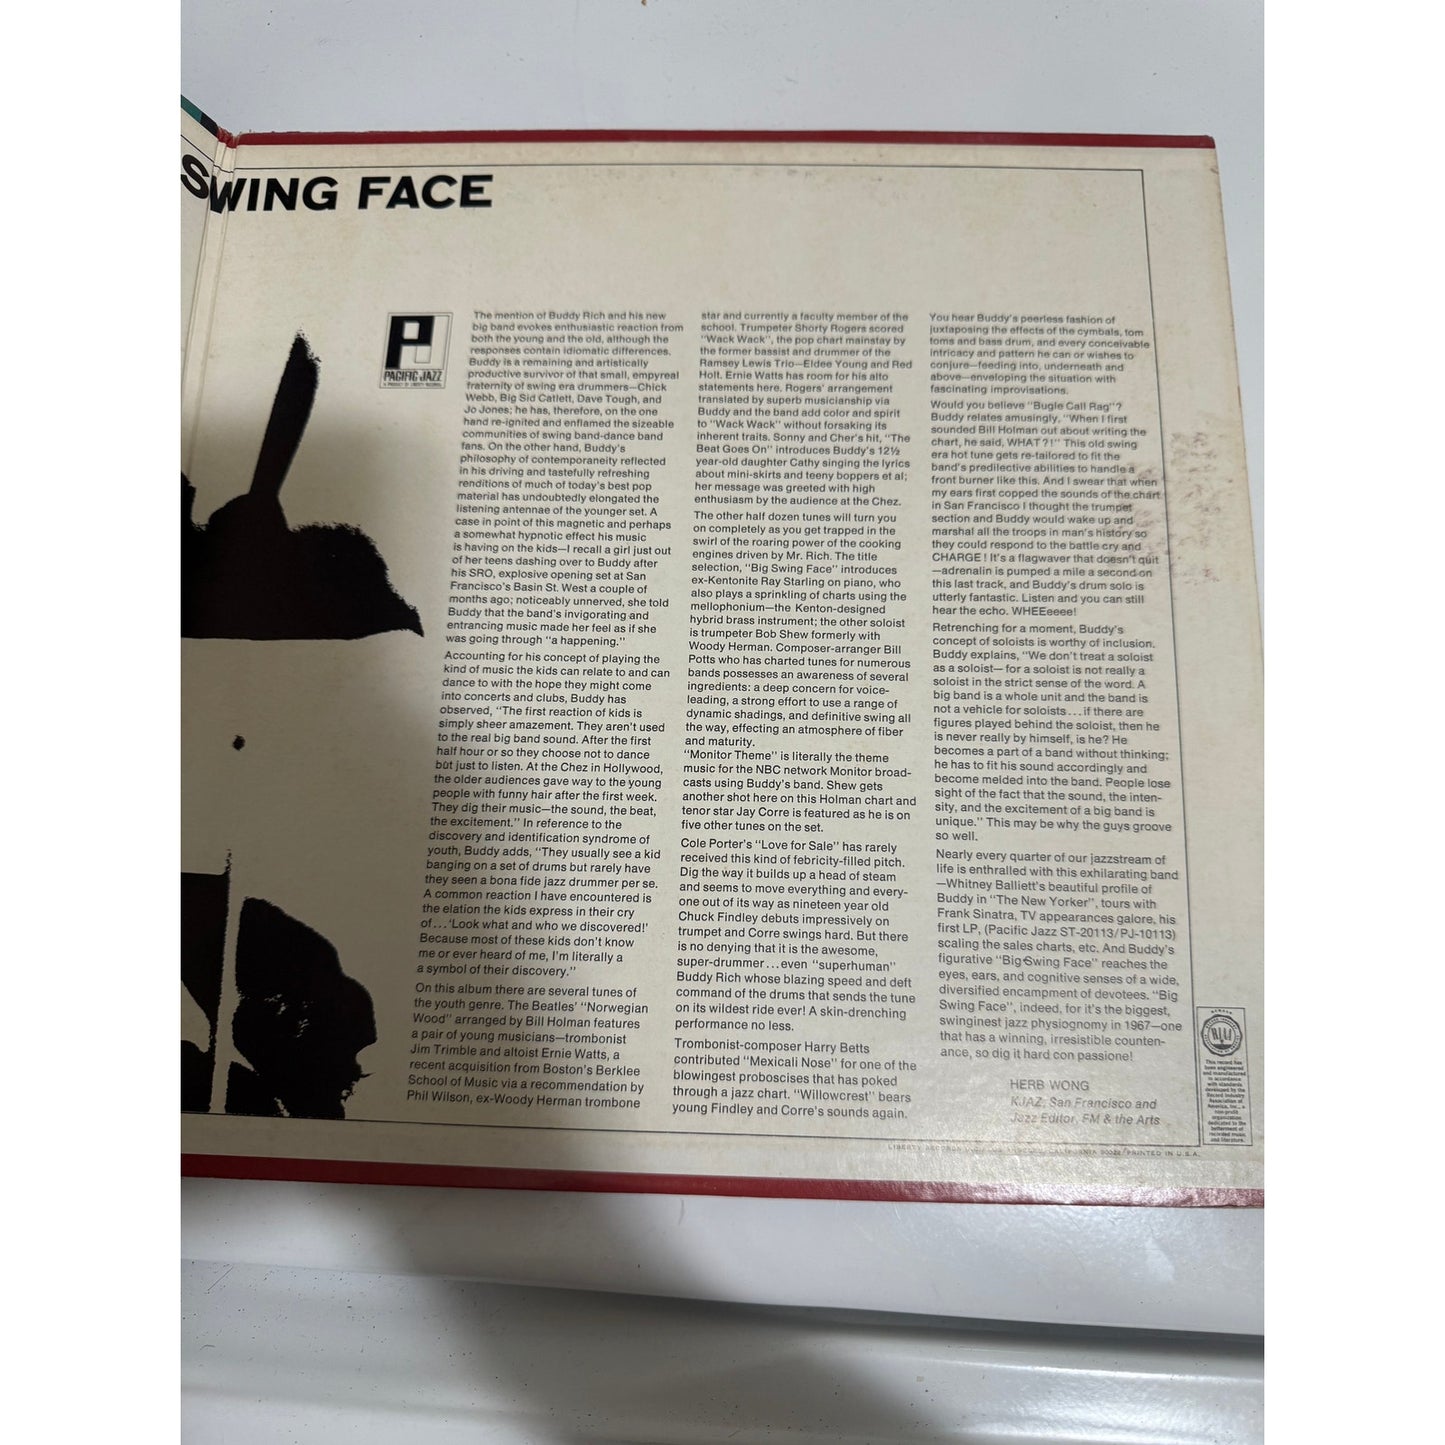 SWING FACE
PJ
PACIFIC JAZZ
A PRODUCT OF LIBERTY RECORDS
The mention of Buddy Rich and his new
big band evokes enthusiastic reaction from
both the young and the old, although the
responses contain idiomatic differences.
Buddy is a remaining and artistically
productive survivor of that small, empyreal
fraternity of swing era drummers—Chick
Webb, Big Sid Catlett, Dave Tough, and
Jo Jones; he has, therefore, on the one
hand re-ignited and enflamed the sizeable
communities of swing band-dance band
fans. On the other hand, Buddy's
philosophy of contemporaneity reflected
in his driving and tastefully refreshing
renditions of much of today's best pop
material has undoubtedly elongated the
listening antennae of the younger set. A
case in point of this magnetic and perhaps
a somewhat hypnotic effect his music
is having on the kids—I recall a girl just out
of her teens dashing over to Buddy after
his SRO, explosive opening set at San
Francisco's Basin St. West a couple of
months ago; noticeably unnerved, she told
Buddy that the band's invigorating and
entrancing music made her feel as if she
was going through "a happening."
Accounting for his concept of playing the
kind of music the kids can relate to and can
dance to with the hope they might come
into concerts and clubs, Buddy has
observed, "The first reaction of kids is
simply sheer amazement. They aren't used
to the real big band sound. After the first
half hour or so they choose not to dance
but just to listen. At the Chez in Hollywood,
the older audiences gave way to the young
people with funny hair after the first week.
They dig their music—the sound, the beat,
the excitement." In reference to the
discovery and identification syndrome of
youth, Buddy adds, "They usually see a kid
banging on a set of drums but rarely have
they seen a bona fide jazz drummer per se.
A common reaction I have encountered is
the elation the kids express in their cry
of...'Look what and who we discovered!'
Because most of these kids don't know
me or ever heard of me, I'm literally a
a symbol of their discovery."
On this album there are several tunes of
the youth genre. The Beatles' "Norwegian
Wood" arranged by Bill Holman features
a pair of young musicians—trombonist
Jim Trimble and altoist Ernie Watts, a
recent acquisition from Boston's Berklee
School of Music via a recommendation by
Phil Wilson, ex-Woody Herman trombone
star and currently a faculty member of the
school. Trumpeter Shorty Rogers scored
"Wack Wack", the pop chart mainstay by
the former bassist and drummer of the
Ramsey Lewis Trio—Eldee Young and Red
Holt. Ernie Watts has room for his alto
statements here. Rogers' arrangement
translated by superb musicianship via
Buddy and the band add color and spirit
to "Wack Wack" without forsaking its
inherent traits. Sonny and Cher's hit, "The
Beat Goes On" introduces Buddy's 12½
year-old daughter Cathy singing the lyrics
about mini-skirts and teeny boppers et al;
her message was greeted with high
enthusiasm by the audience at the Chez.
The other half dozen tunes will turn you
on completely as you get trapped in the
swirl of the roaring power of the cooking
engines driven by Mr. Rich. The title
selection, "Big Swing Face" introduces
ex-Kentonite Ray Starling on piano, who
also plays a sprinkling of charts using the
mellophonium—the Kenton-designed
hybrid brass instrument; the other soloist
is trumpeter Bob Shew formerly with
Woody Herman. Composer-arranger Bill
Potts who has charted tunes for numerous
bands possesses an awareness of several
ingredients: a deep concern for voice-
leading, a strong effort to use a range of
dynamic shadings, and definitive swing all
the way, effecting an atmosphere of fiber
and maturity.
"Monitor Theme" is literally the theme
music for the NBC network Monitor broad-
casts using Buddy's band. Shew gets
another shot here on this Holman chart and
tenor star Jay Corre is featured as he is on
five other tunes on the set.
Cole Porter's "Love for Sale" has rarely
received this kind of febricity-filled pitch.
Dig the way it builds up a head of steam
and seems to move everything and every-
one out of its way as nineteen year old
Chuck Findley debuts impressively on
trumpet and Corre swings hard. But there
is no denying that it is the awesome,
super-drummer...even "superhuman"
Buddy Rich whose blazing speed and deft
command of the drums that sends the tune
on its wildest ride ever! A skin-drenching
performance no less.
Trombonist-composer Harry Betts
contributed "Mexicali Nose" for one of the
blowingest proboscises that has poked
through a jazz chart. "Willowcrest" bears
young Findley and Corre's sounds again.
You hear Buddy's peerless fashion of
juxtaposing the effects of the cymbals, tom
toms and bass drum, and every conceivable
intricacy and pattern he can or wishes to
conjure—feeding into, underneath and
above—enveloping the situation with
fascinating improvisations.
Would you believe "Bugle Call Rag"?
Buddy relates amusingly, "When I first
sounded Bill Holman out about writing the
chart, he said, WHAT?!" This old swing
era hot tune gets re-tailored to fit the
band's predilective abilities to handle a
front burner like this. And I swear that when
my ears first copped the sounds of the chart
in San Francisco I thought the trumpet
section and Buddy would wake up and
marshal all the troops in man's history so
they could respond to the battle cry and
CHARGE! It's a flagwaver that doesn't quit
—adrenalin is pumped a mile a second on
this last track, and Buddy's drum solo is
utterly fantastic. Listen and you can still
hear the echo. WHEEeeee!
Retrenching for a moment, Buddy's
concept of soloists is worthy of inclusion.
Buddy explains, "We don't treat a soloist
as a soloist— for a soloist is not really a
soloist in the strict sense of the word. A
big band is a whole unit and the band is
not a vehicle for soloists...if there are
figures played behind the soloist, then he
is never really by himself, is he? He
becomes a part of a band without thinking;
he has to fit his sound accordingly and
become melded into the band. People lose
sight of the fact that the sound, the inten-
sity, and the excitement of a big band is
unique." This may be why the guys groove
so well.
Nearly every quarter of our jazzstream of
life is enthralled with this exhilarating band
—Whitney Balliett's beautiful profile of
Buddy in "The New Yorker", tours with
Frank Sinatra, TV appearances galore, his
first LP, (Pacific Jazz ST-20113/PJ-10113)
scaling the sales charts, etc. And Buddy's
figurative "Big Swing Face" reaches the
eyes, ears, and cognitive senses of a wide,
diversified encampment of devotees. "Big
Swing Face", indeed, for it's the biggest,
swinginest jazz physiognomy in 1967—one
that has a winning, irresistible counten-
ance, so dig it hard con passione!
HERB WONG
KJAZ, San Francisco and
Jazz Editor, FM & the Arts
RIAA
This record has
been engineered
and manufactured
in accordance
with standards
developed by the
Record Industry
Association of
America, Inc., a
non-profit
organization
dedicated to the
betterment of
recorded music
and literature.
LIBERTY RECORDS CALIFORNIA 90028/PRINTED IN U.S.A.